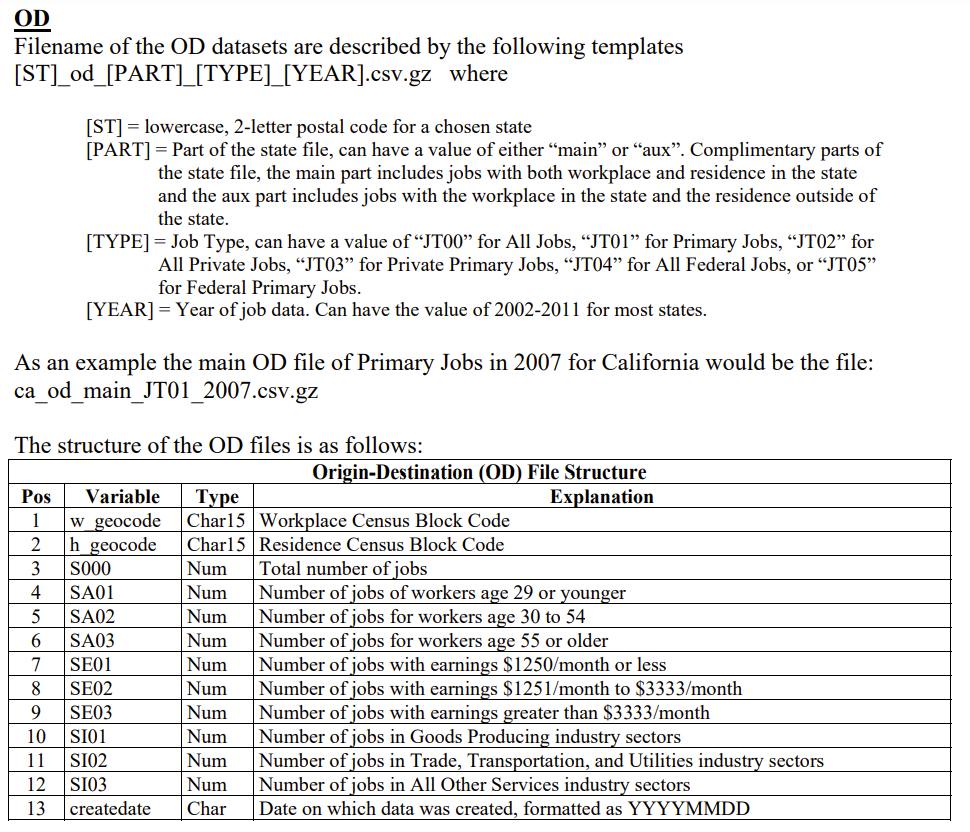 OD
Filename of the OD datasets are described by the following templates
[ST]_od_[PART]_[TYPE]_[YEAR].csv.gz where
[ST] = lowercase, 2-letter postal code for a chosen state
[PART] = Part of the state file, can have a value of either “main” or “aux”. Complimentary parts of
the state file, the main part includes jobs with both workplace and residence in the state
and the aux part includes jobs with the workplace in the state and the residence outside of
the state.
[TYPE] = Job Type, can have a value of “JT00” for All Jobs, “JT01” for Primary Jobs, “JT02” for
All Private Jobs, “JT03” for Private Primary Jobs, “JT04” for All Federal Jobs, or “JT05”
for Federal Primary Jobs.
[YEAR] = Year of job data. Can have the value of 2002-2011 for most states.
As an example the main OD file of Primary Jobs in 2007 for California would be the file:
ca_od_main_JT01_2007.csv.gz
The structure of the OD files is as follows:
Origin-Destination (OD) File Structure
Pos Variable Type Explanation
1 w_geocode Char15 Workplace Census Block Code
2 h_geocode Char15 Residence Census Block Code
3 S000 Num Total number of jobs
4 SA01 Num Number of jobs of workers age 29 or younger
5 SA02 Num Number of jobs for workers age 30 to 54
6 SA03 Num Number of jobs for workers age 55 or older
7 SE01 Num Number of jobs with earnings $1250/month or less
8 SE02 Num Number of jobs with earnings $1251/month to $3333/month
9 SE03 Num Number of jobs with earnings greater than $3333/month
10 SI01 Num Number of jobs in Goods Producing industry sectors
11 SI02 Num Number of jobs in Trade, Transportation, and Utilities industry sectors
12 SI03 Num Number of jobs in All Other Services industry sectors
13 createdate Char Date on which data was created, formatted as YYYYMMDD